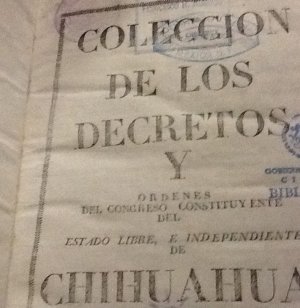 COLECCION
DE LOS
DECRETOS
Y
ORDENES
DEL CONGRESO CONSTITUYENTE
DEL
ESTADO LIBRE, E INDEPENDIENTE
DE
CHIHUAHUA